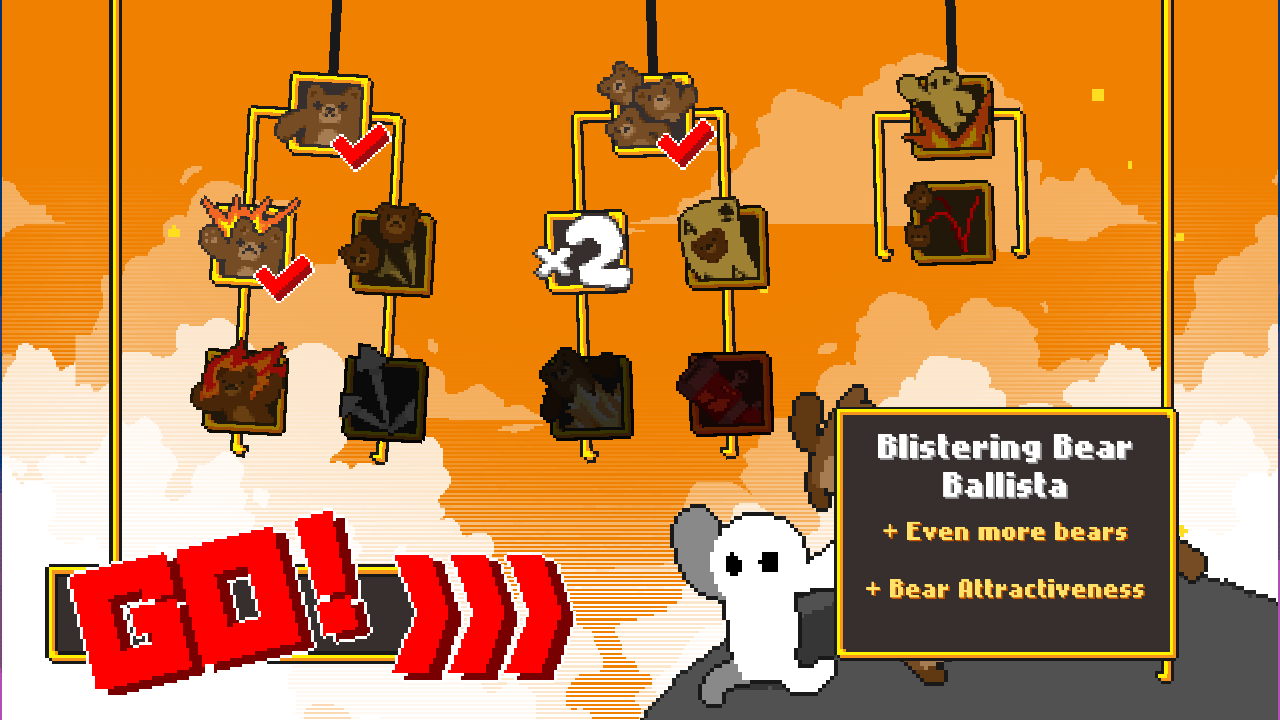 ×2
A
GO!
Blistering Bear
Ballista
+ Even more bears
+ Bear Attractiveness